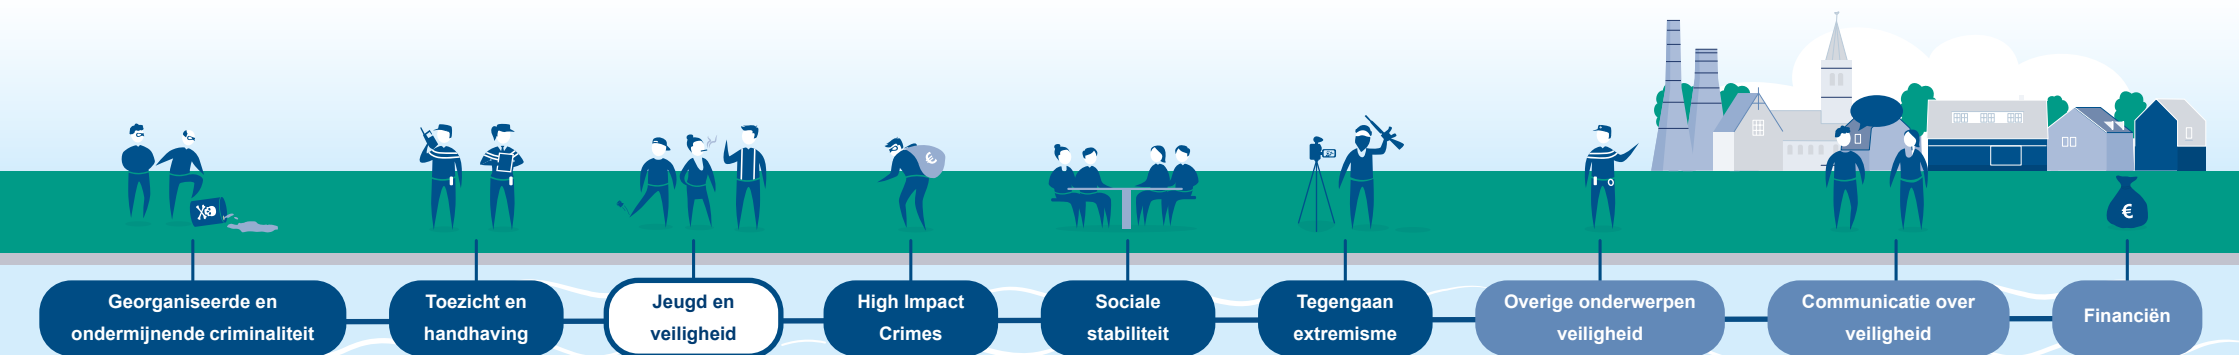 Georganiseerde en
ondermijnende criminaliteit
Toezicht en
handhaving
Jeugd en
veiligheid
High Impact
Crimes
Sociale
stabiliteit
Tegengaan
extremisme
Overige onderwerpen
veiligheid
Communicatie over
veiligheid
Financiën
€
€